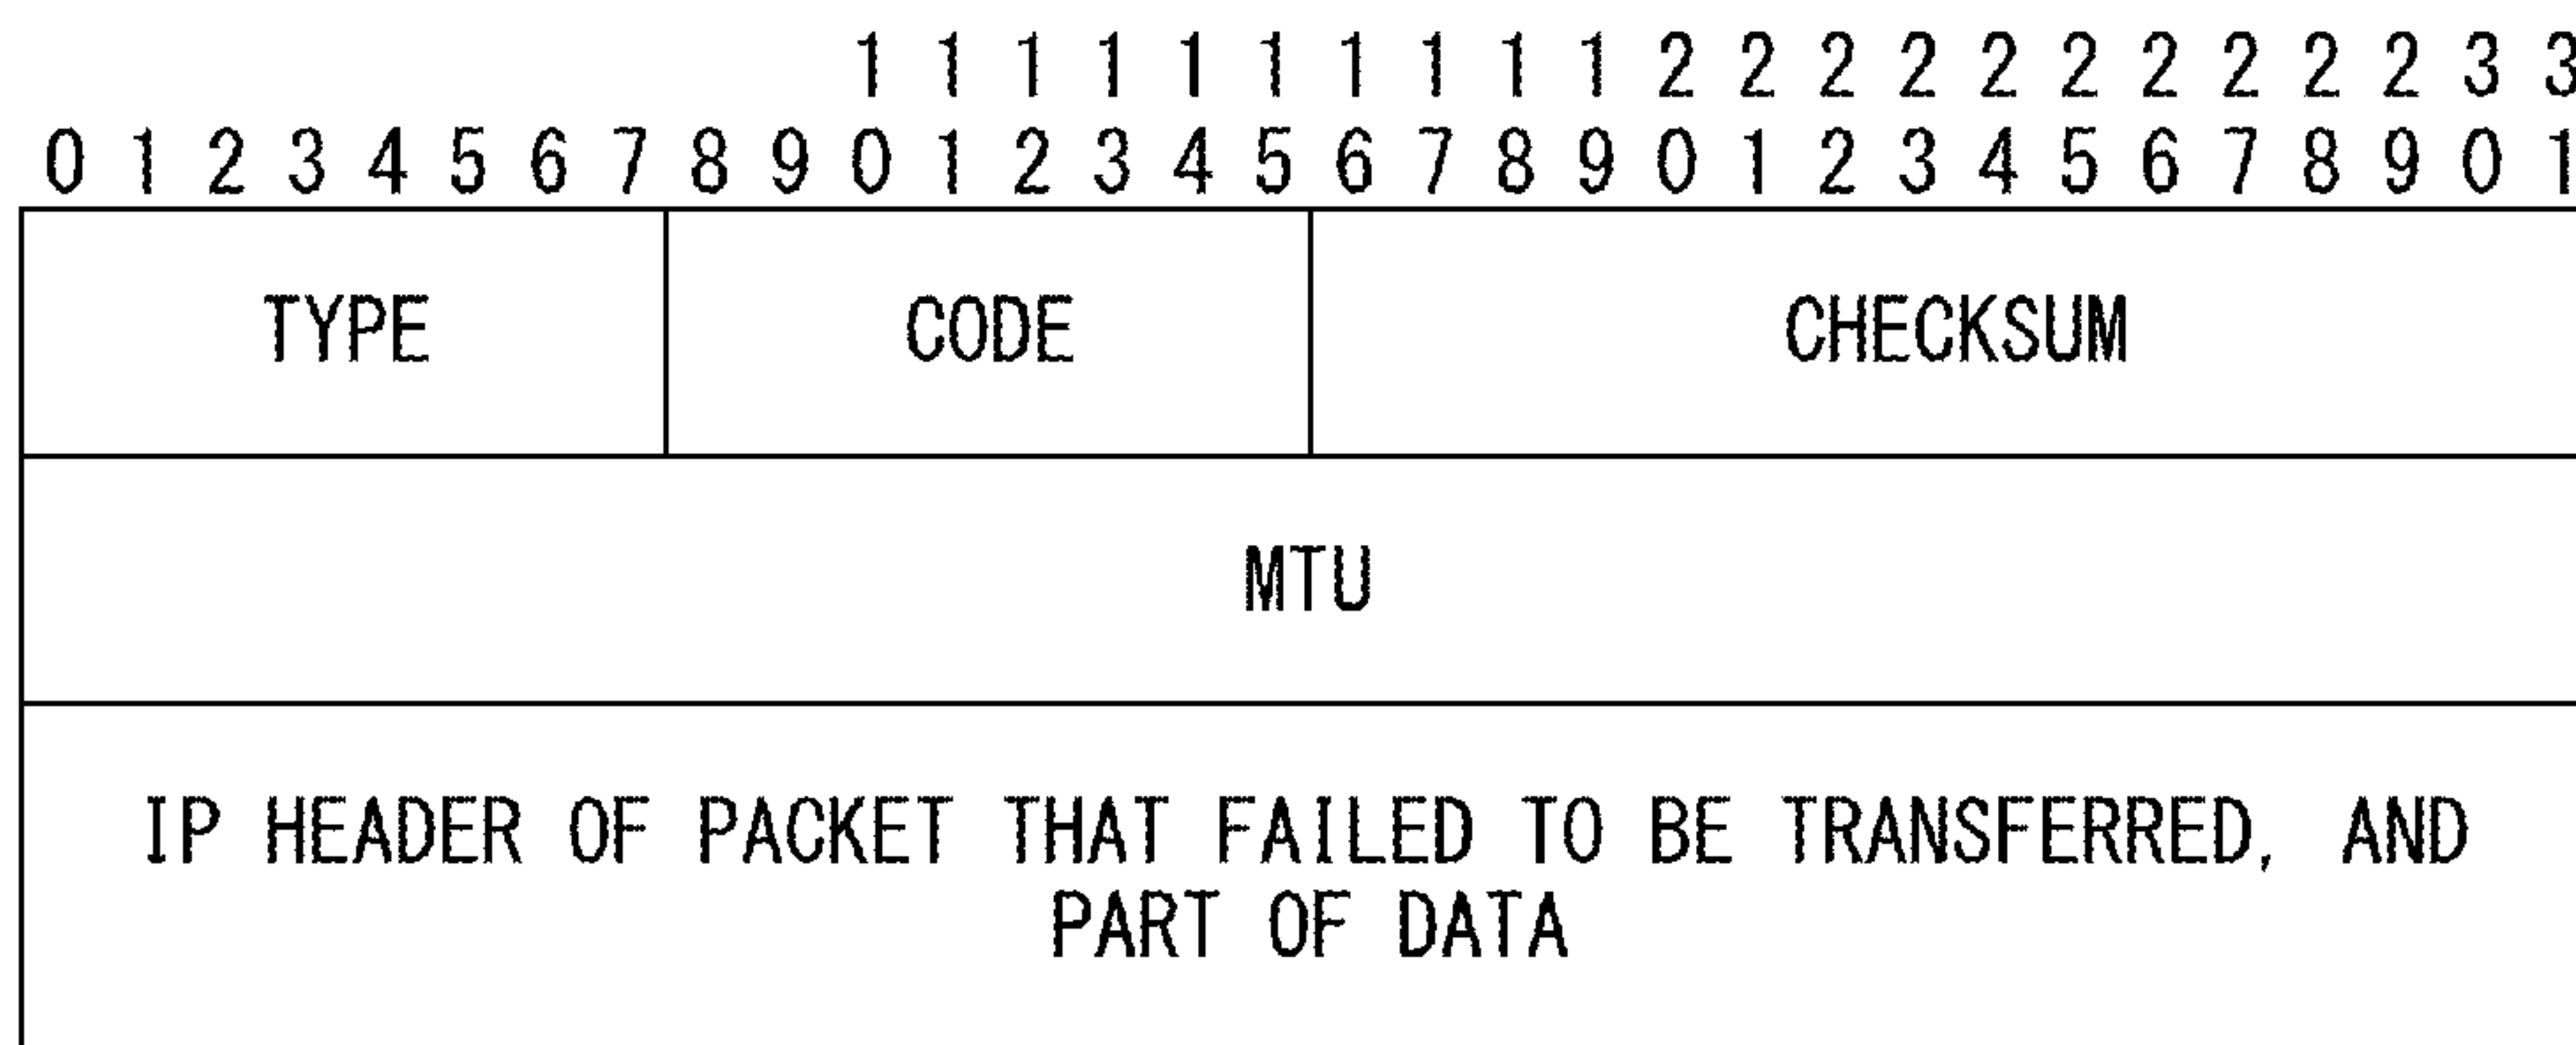 1 1 1 1 1 1 1 1 1 1 2 2 2 2 2 2 2 2 2 2 3 3
0 1 2 3 4 5 6 7 8 9 0 1 2 3 4 5 6 7 8 9 0 1 2 3 4 5 6 7 8 9 0 1
TYPE CODE CHECKSUM
MTU
IP HEADER OF PACKET THAT FAILED TO BE TRANSFERRED, AND
PART OF DATA